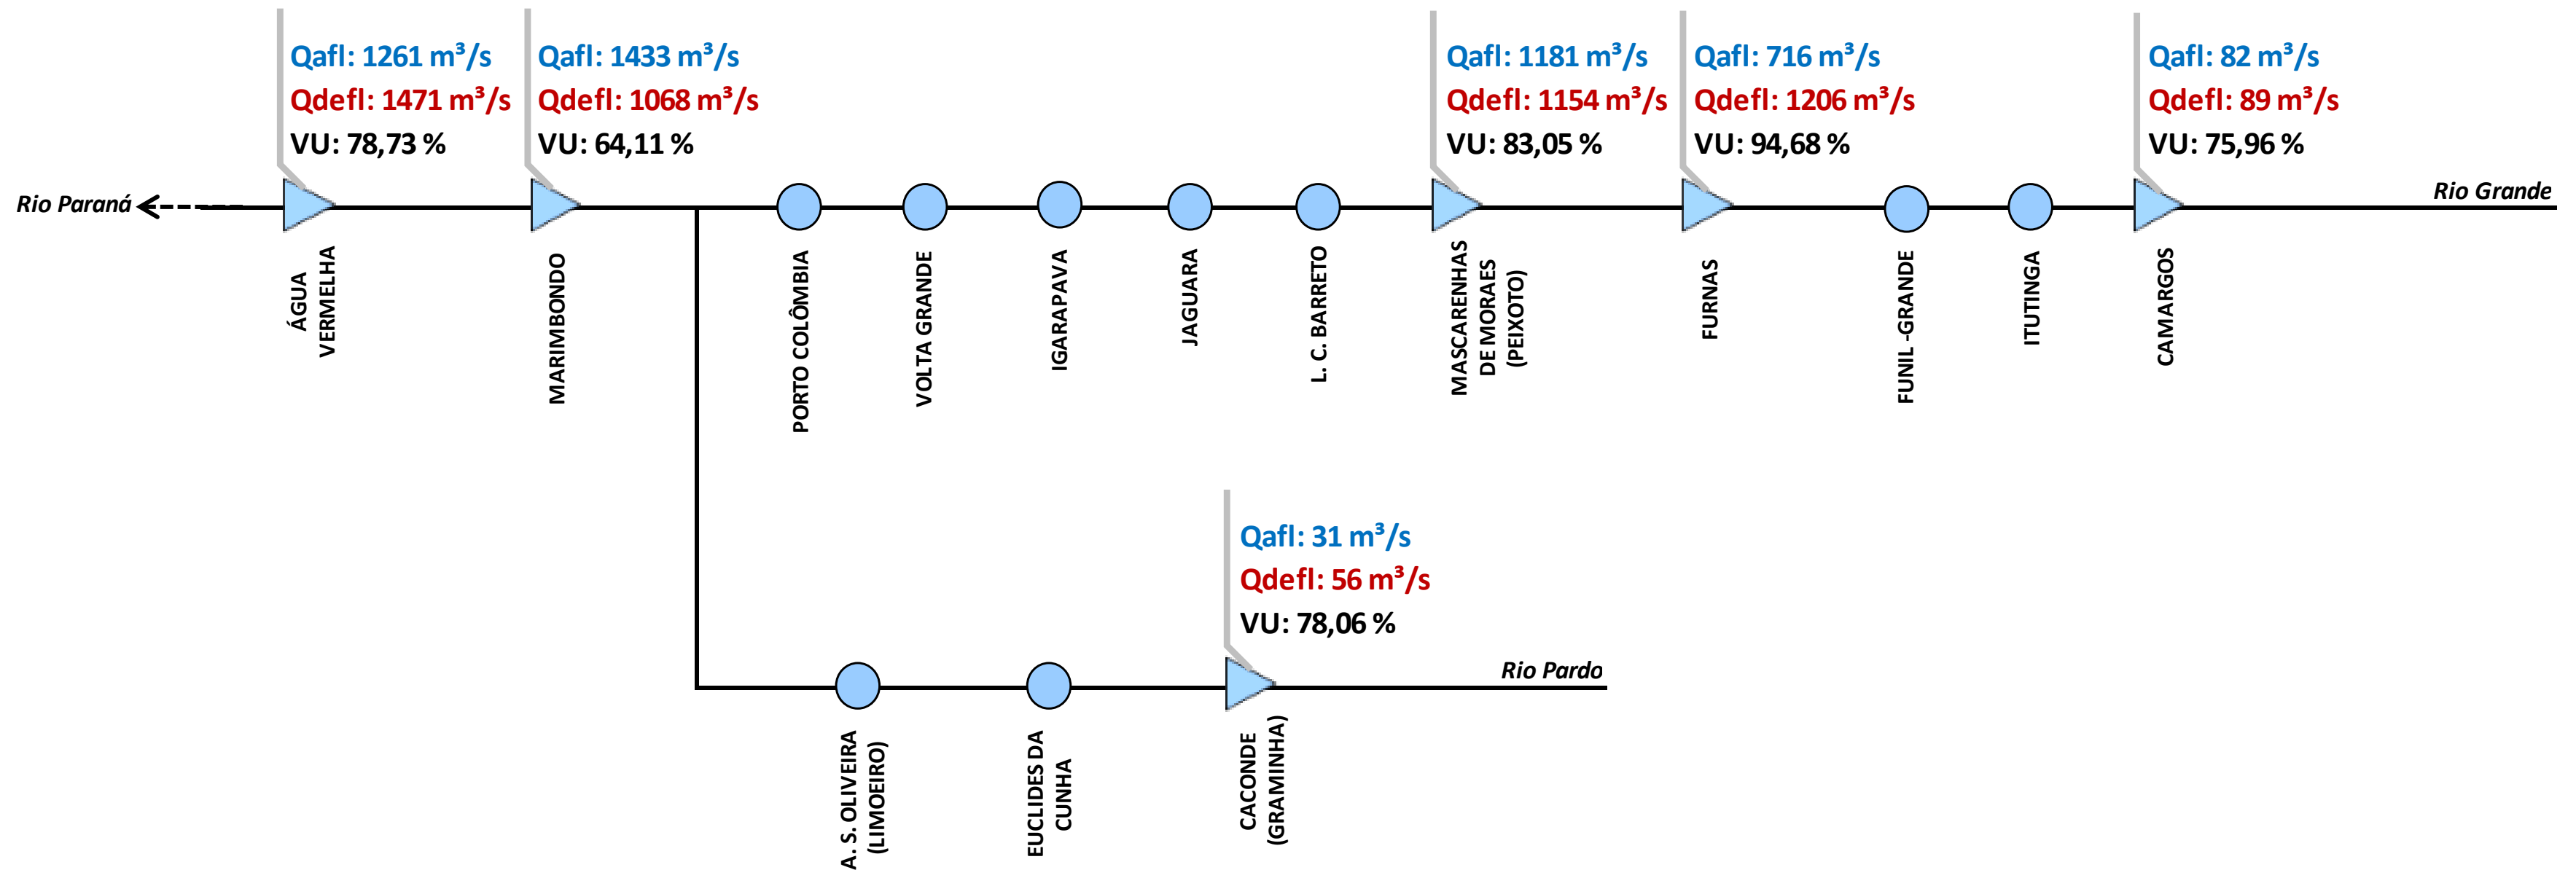 Qafl: 1261 m³/s
Qdefl: 1471 m³/s
VU: 78,73 %
Qafl: 1433 m³/s
Qdefl: 1068 m³/s
VU: 64,11 %
Qafl: 1181 m³/s
Qdefl: 1154 m³/s
VU: 83,05 %
Qafl: 716 m³/s
Qdefl: 1206 m³/s
VU: 94,68 %
Qafl: 82 m³/s
Qdefl: 89 m³/s
VU: 75,96 %
Rio Paraná
Rio Grande
ÁGUA
VERMELHA
MARIMBONDO
PORTO COLÔMBIA
VOLTA GRANDE
IGARAPAVA
JAGUARA
L. C. BARRETO
MASCARENHAS
DE MORAES
(PEIXOTO)
FURNAS
FUNIL -GRANDE
ITUTINGA
CAMARGOS
Qafl: 31 m³/s
Qdefl: 56 m³/s
VU: 78,06 %
Rio Pardo
A. S. OLIVEIRA
(LIMOEIRO)
EUCLIDES DA
CUNHA
CACONDE
(GRAMINHA)